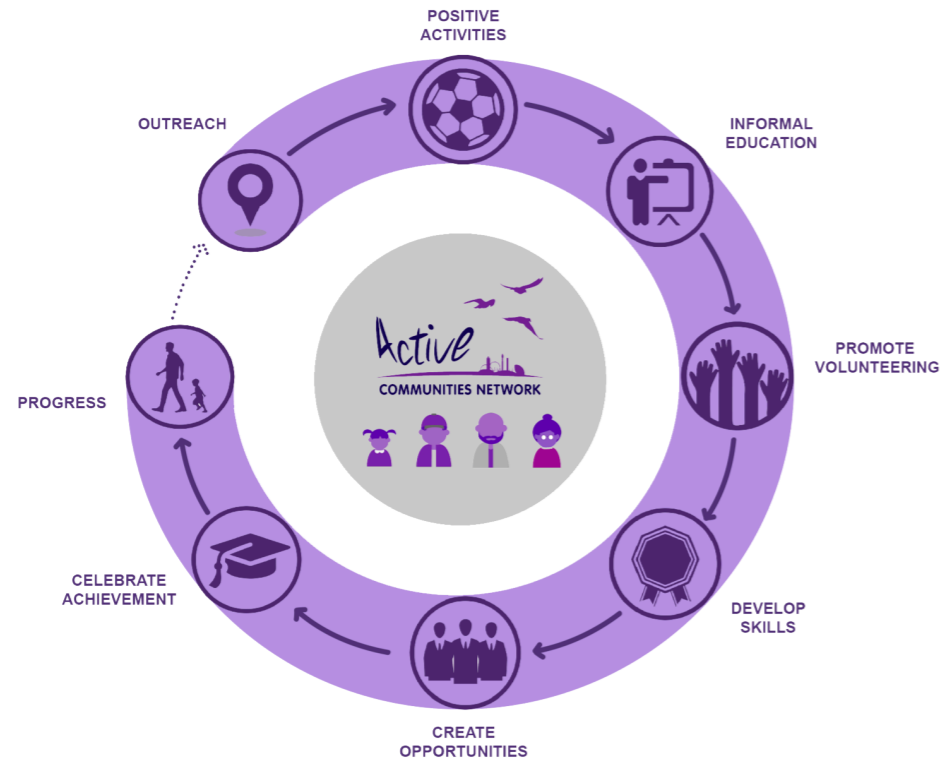 POSITIVE
ACTIVITIES
OUTREACH
INFORMAL
EDUCATION
PROMOTE
VOLUNTEERING
DEVELOP
SKILLS
CREATE
OPPORTUNITIES
CELEBRATE
ACHIEVEMENT
PROGRESS
Active
COMMUNITIES NETWORK